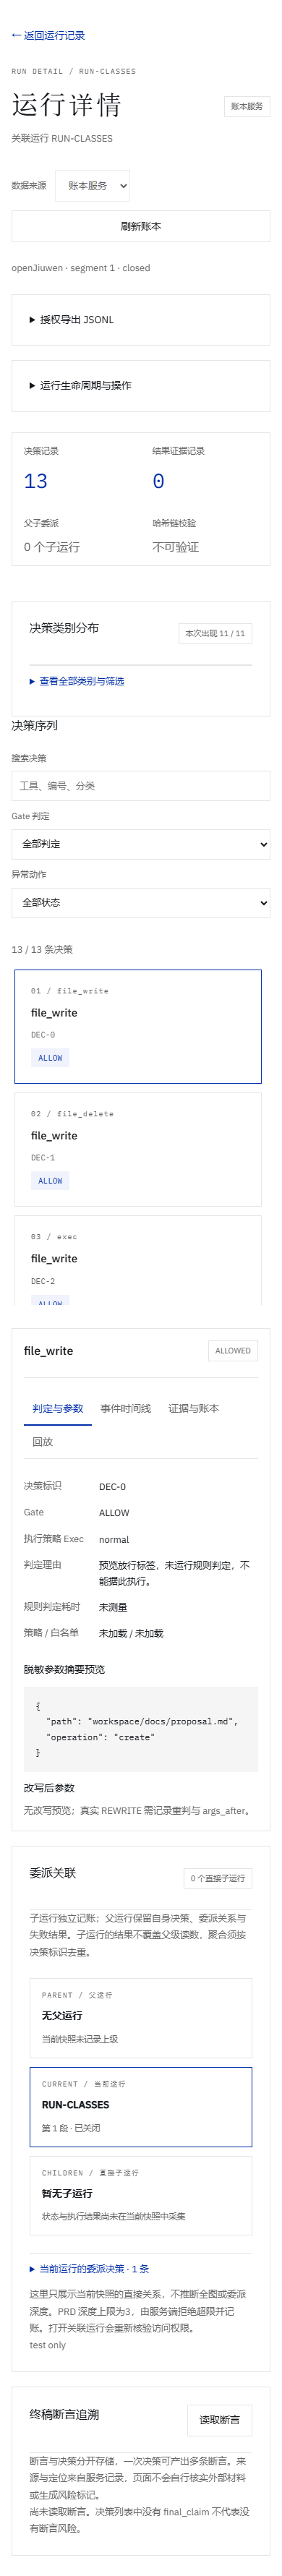 ← 返回运行记录
RUN DETAIL / RUN-CLASSES
运行详情
账本服务
关联运行 RUN-CLASSES
数据来源
账本服务
刷新账本
openJiuwen · segment 1 · closed
▶ 授权导出 JSONL
▶ 运行生命周期与操作
决策记录
结果证据记录
13
0
父子委派
哈希链校验
0 个子运行
不可验证
决策类别分布
本次出现 11 / 11
▶ 查看全部类别与筛选
决策序列
搜索决策
工具、编号、分类
Gate 判定
全部判定
异常动作
全部状态
13 / 13 条决策
01 / file_write
file_write
DEC-0
ALLOW
02 / file_delete
file_write
DEC-1
ALLOW
03 / exec
file_write
DEC-2
ALLOW
file_write
ALLOWED
判定与参数
事件时间线
证据与账本
回放
决策标识
DEC-0
Gate
ALLOW
执行策略 Exec
normal
判定理由
预览放行标签，未运行规则判定，不
能据此执行。
规则判定耗时
未测量
策略 / 白名单
未加载 / 未加载
脱敏参数摘要预览
{
"path": "workspace/docs/proposal.md",
"operation": "create"
}
改写后参数
无改写预览；真实 REWRITE 需记录重判与 args_after。
委派关联
0 个直接子运行
子运行独立记账；父运行保留自身决策、委派关系与
失败结果。子运行的结果不覆盖父级读数，聚合须按
决策标识去重。
PARENT / 父运行
无父运行
当前快照未记录上级
CURRENT / 当前运行
RUN-CLASSES
第 1 段 · 已关闭
CHILDREN / 直接子运行
暂无子运行
状态与执行结果尚未在当前快照中采集
▶ 当前运行的委派决策 · 1 条
这里只展示当前快照的直接关系，不推断全图或委派
深度。PRD 深度上限为3，由服务端拒绝超限并记
账。打开关联运行会重新核验访问权限。
test only
终稿断言追溯
读取断言
断言与决策分开存储，一次决策可产出多条断言。来
源与定位来自服务记录，页面不会自行核实外部材料
或生成风险标记。
尚未读取断言。决策列表中没有 final_claim 不代表没
有断言风险。